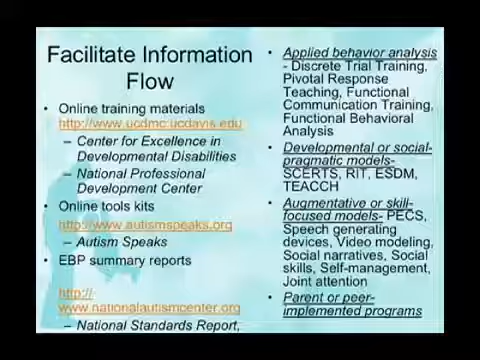 Facilitate Information
Flow
• Online training materials
http://www.ucdmc.ucdavis.edu
– Center for Excellence in
Developmental Disabilities
– National Professional
Development Center
• Online tools kits
http://www.autismspeaks.org
– Autism Speaks
• EBP summary reports
http://
www.nationalautismcenter.org
– National Standards Report,
• Applied behavior analysis
- Discrete Trial Training,
Pivotal Response
Teaching, Functional
Communication Training,
Functional Behavioral
Analysis
• Developmental or social-
pragmatic models-
SCERTS, RIT, ESDM,
TEACCH
• Augmentative or skill-
focused models- PECS,
Speech generating
devices, Video modeling,
Social narratives, Social
skills, Self-management,
Joint attention
• Parent or peer-
implemented programs